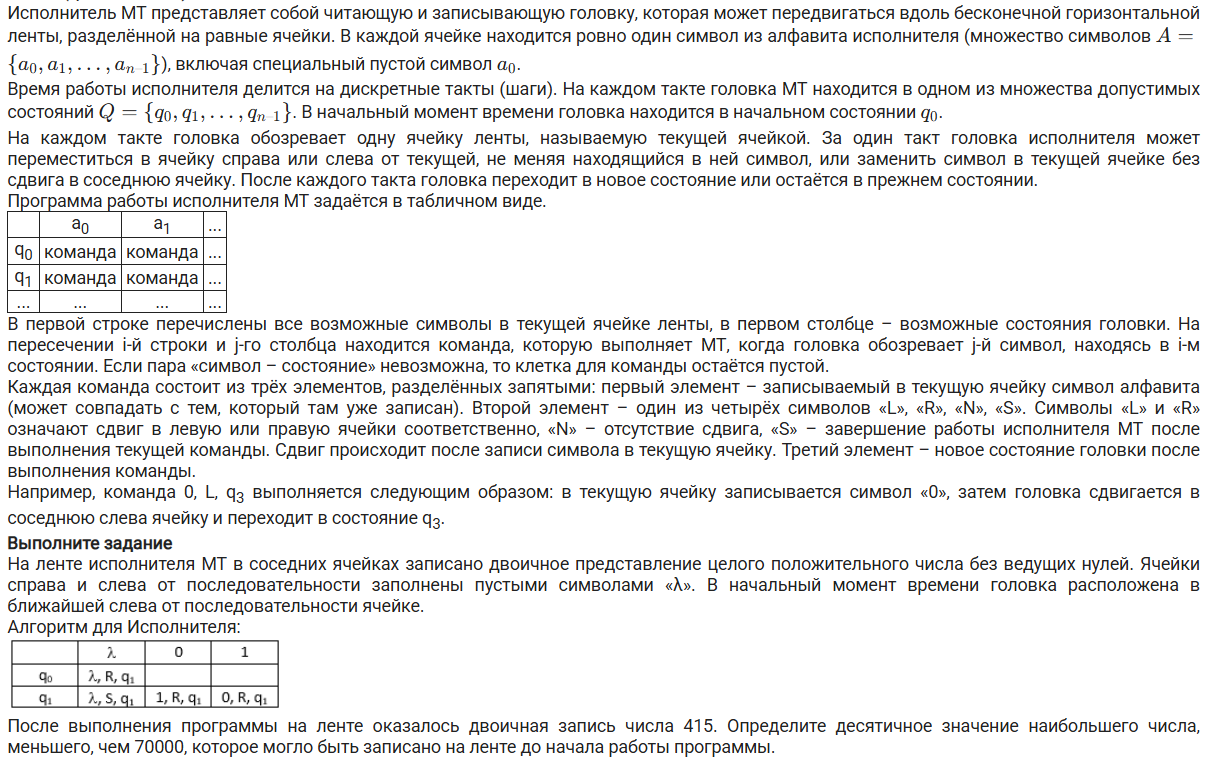 Исполнитель МТ представляет собой читающую и записывающую головку, которая может передвигаться вдоль бесконечной горизонтальной
ленты, разделённой на равные ячейки. В каждой ячейке находится ровно один символ из алфавита исполнителя (множество символов A =
{a₀, a₁, . . . , aₙ₋₁}), включая специальный пустой символ a₀.
Время работы исполнителя делится на дискретные такты (шаги). На каждом такте головка МТ находится в одном из множества допустимых
состояний Q = {q₀, q₁, . . . , qₙ₋₁}. В начальный момент времени головка находится в начальном состоянии q₀.
На каждом такте головка обозревает одну ячейку ленты, называемую текущей ячейкой. За один такт головка исполнителя может
переместиться в ячейку справа или слева от текущей, не меняя находящийся в ней символ, или заменить символ в текущей ячейке без
сдвига в соседнюю ячейку. После каждого такта головка переходит в новое состояние или остаётся в прежнем состоянии.
Программа работы исполнителя МТ задаётся в табличном виде.
a₀ a₁ ...
q₀ команда команда ...
q₁ команда команда ...
... ... ... ...
В первой строке перечислены все возможные символы в текущей ячейке ленты, в первом столбце – возможные состояния головки. На
пересечении i-й строки и j-го столбца находится команда, которую выполняет МТ, когда головка обозревает j-й символ, находясь в i-м
состоянии. Если пара «символ – состояние» невозможна, то клетка для команды остаётся пустой.
Каждая команда состоит из трёх элементов, разделённых запятыми: первый элемент – записываемый в текущую ячейку символ алфавита
(может совпадать с тем, который там уже записан). Второй элемент – один из четырёх символов «L», «R», «N», «S». Символы «L» и «R»
означают сдвиг в левую или правую ячейки соответственно, «N» – отсутствие сдвига, «S» – завершение работы исполнителя МТ после
выполнения текущей команды. Сдвиг происходит после записи символа в текущую ячейку. Третий элемент – новое состояние головки после
выполнения команды.
Например, команда 0, L, q₃ выполняется следующим образом: в текущую ячейку записывается символ «0», затем головка сдвигается в
соседнюю слева ячейку и переходит в состояние q₃.
Выполните задание
На ленте исполнителя МТ в соседних ячейках записано двоичное представление целого положительного числа без ведущих нулей. Ячейки
справа и слева от последовательности заполнены пустыми символами «λ». В начальный момент времени головка расположена в
ближайшей слева от последовательности ячейке.
Алгоритм для Исполнителя:
λ 0 1
q₀ λ, R, q₁
q₁ λ, S, q₁ 1, R, q₁ 0, R, q₁
После выполнения программы на ленте оказалось двоичная запись числа 415. Определите десятичное значение наибольшего числа,
меньшего, чем 70000, которое могло быть записано на ленте до начала работы программы.